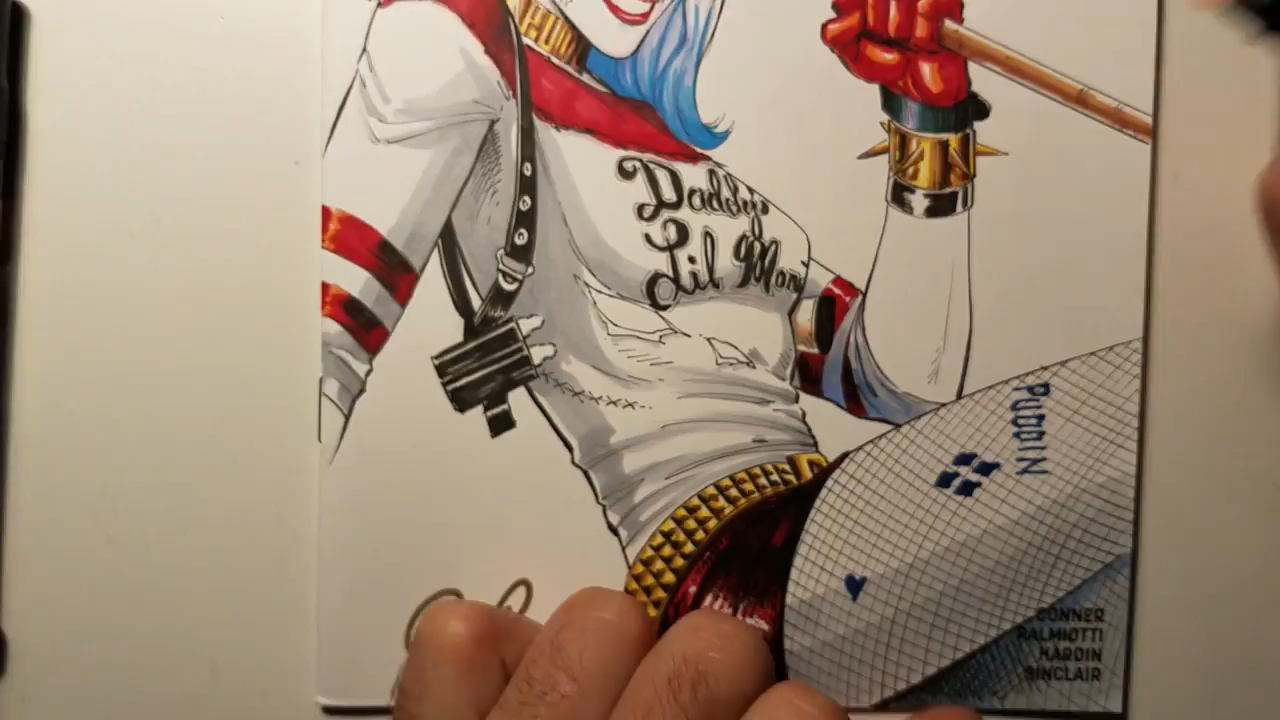 Daddy's
Lil Mon
PUDDIN
CONNER
PALMIOTTI
HARDIN
SINCLAIR